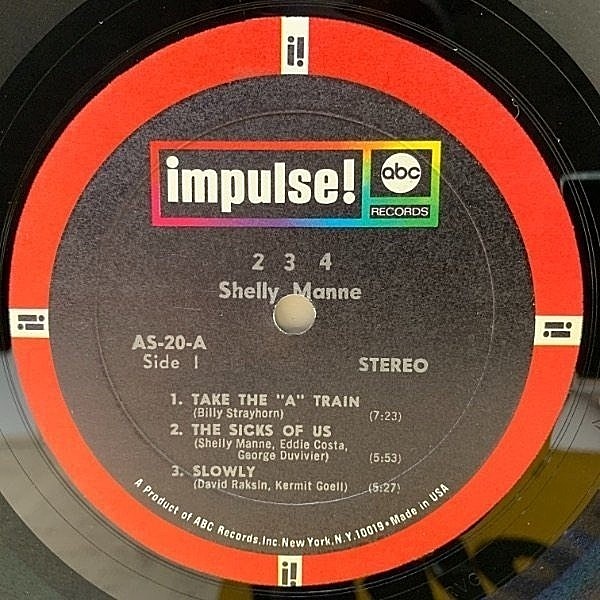 i!
impulse!
abc
RECORDS
2 3 4
Shelly Manne
AS-20-A
Side 1
STEREO
1. TAKE THE "A" TRAIN
(Billy Strayhorn) (7:23)
2. THE SICKS OF US
(Shelly Manne, Eddie Costa,
George Duvivier) (5:53)
3. SLOWLY
(David Raksin, Kermit Goell) (5:27)
A Product of ABC Records, Inc. New York, N.Y. 10019 • Made in USA
i!
i!
i!